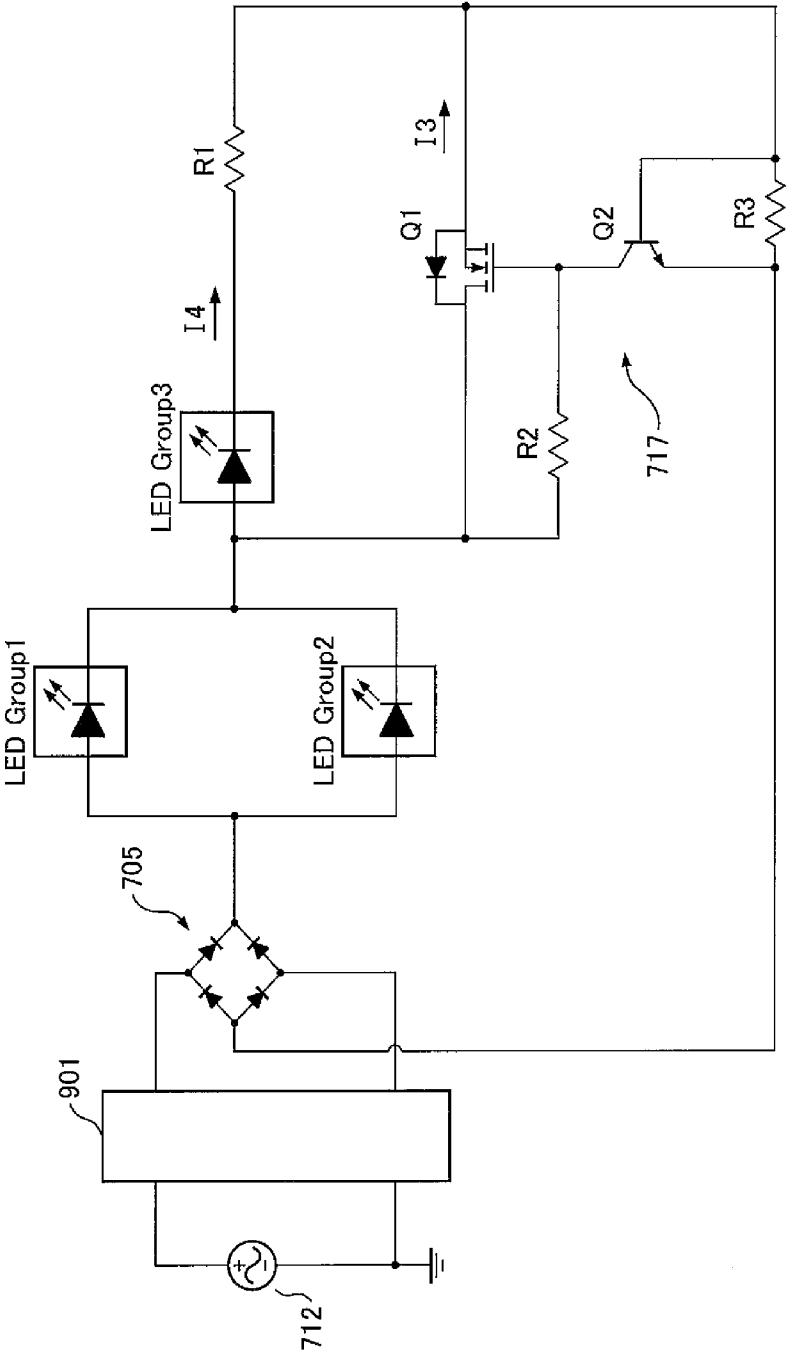 712
901
705
LED Group1
LED Group2
LED Group3
I4
R1
Q1
I3
R2
717
Q2
R3
+
-